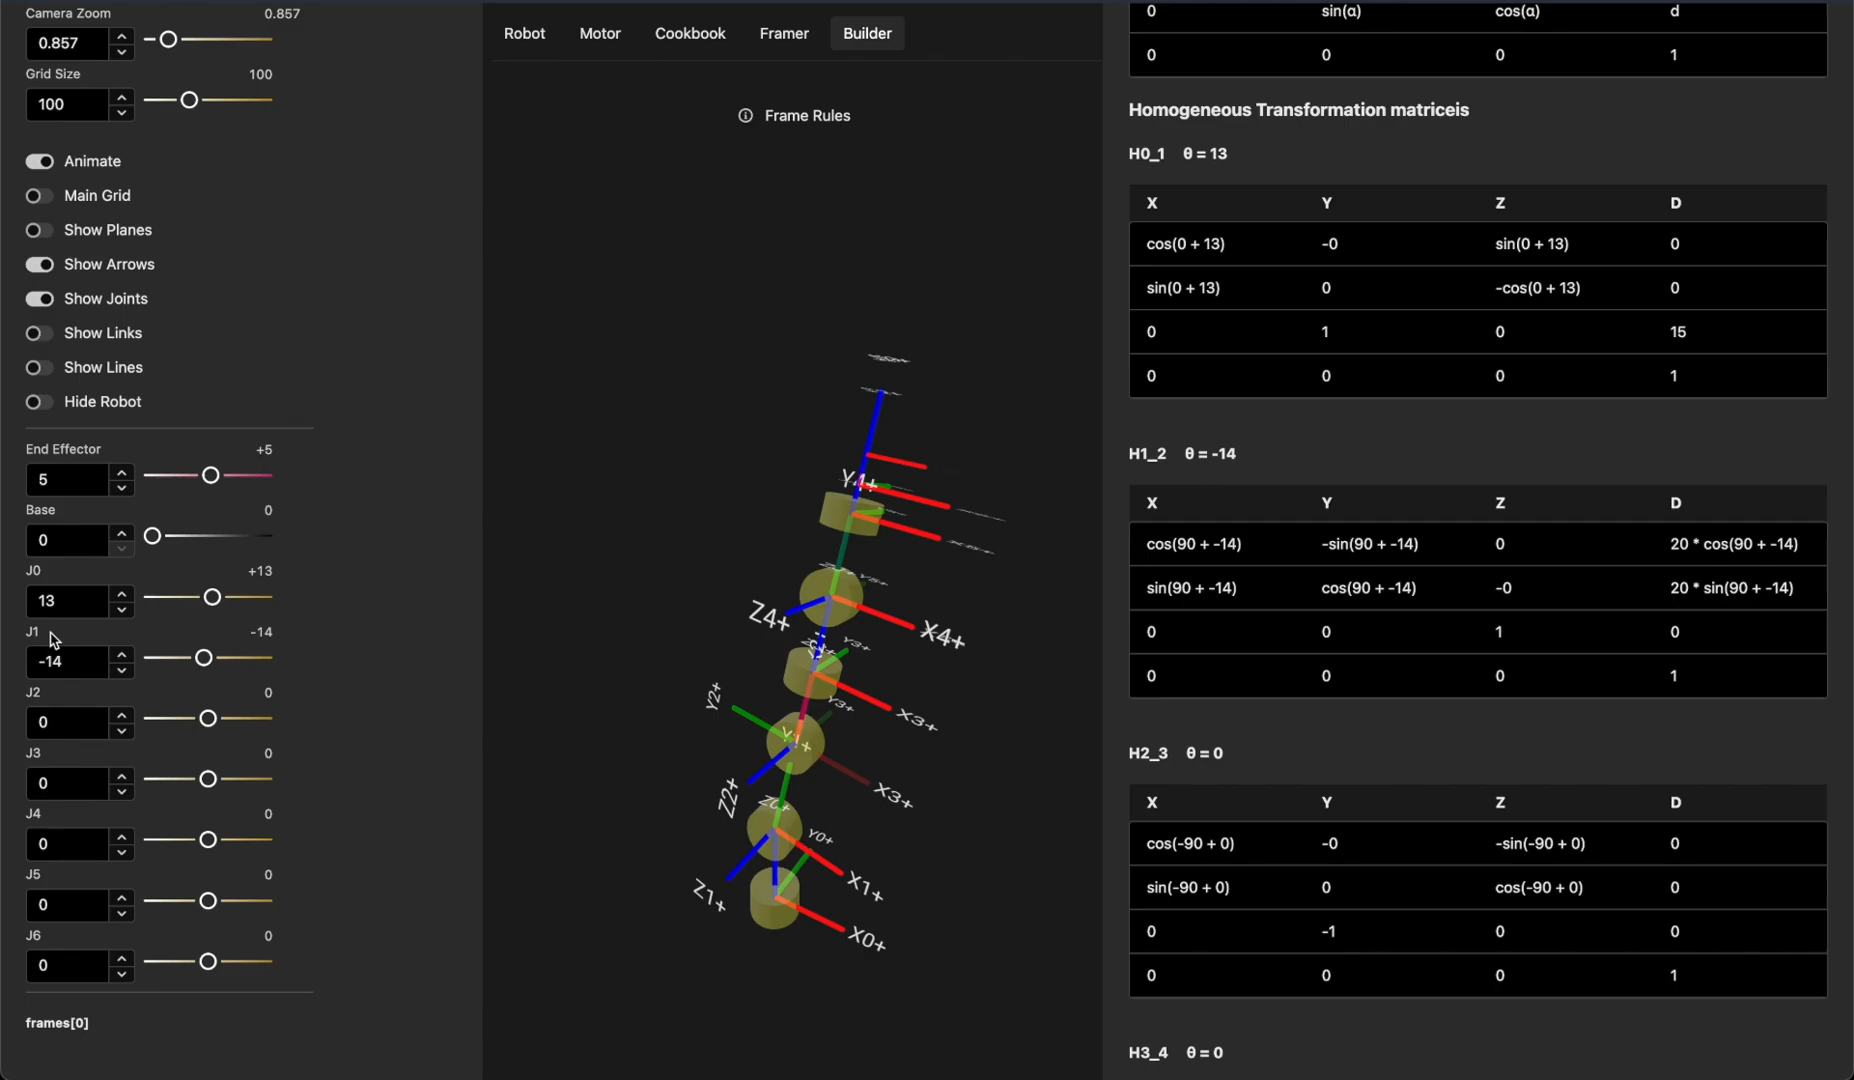 Camera Zoom 0.857
0.857
Grid Size 100
100
Animate
Main Grid
Show Planes
Show Arrows
Show Joints
Show Links
Show Lines
Hide Robot
End Effector +5
5
Base 0
0
J0 +13
13
J1 -14
-14
J2 0
0
J3 0
0
J4 0
0
J5 0
0
J6 0
0
frames[0]
Robot Motor Cookbook Framer Builder
Frame Rules
Y4+
Z4+
X4+
Y3+
X3+
Y2+
Y3+
Y1+
Z2+
X3+
Z0+
Y0+
Z1+
X1+
X0+
0 sin(α) cos(α) d
0 0 0 1
Homogeneous Transformation matriceis
H0_1 θ = 13
X Y Z D
cos(0 + 13) -0 sin(0 + 13) 0
sin(0 + 13) 0 -cos(0 + 13) 0
0 1 0 15
0 0 0 1
H1_2 θ = -14
X Y Z D
cos(90 + -14) -sin(90 + -14) 0 20 * cos(90 + -14)
sin(90 + -14) cos(90 + -14) -0 20 * sin(90 + -14)
0 0 1 0
0 0 0 1
H2_3 θ = 0
X Y Z D
cos(-90 + 0) -0 -sin(-90 + 0) 0
sin(-90 + 0) 0 cos(-90 + 0) 0
0 -1 0 0
0 0 0 1
H3_4 θ = 0